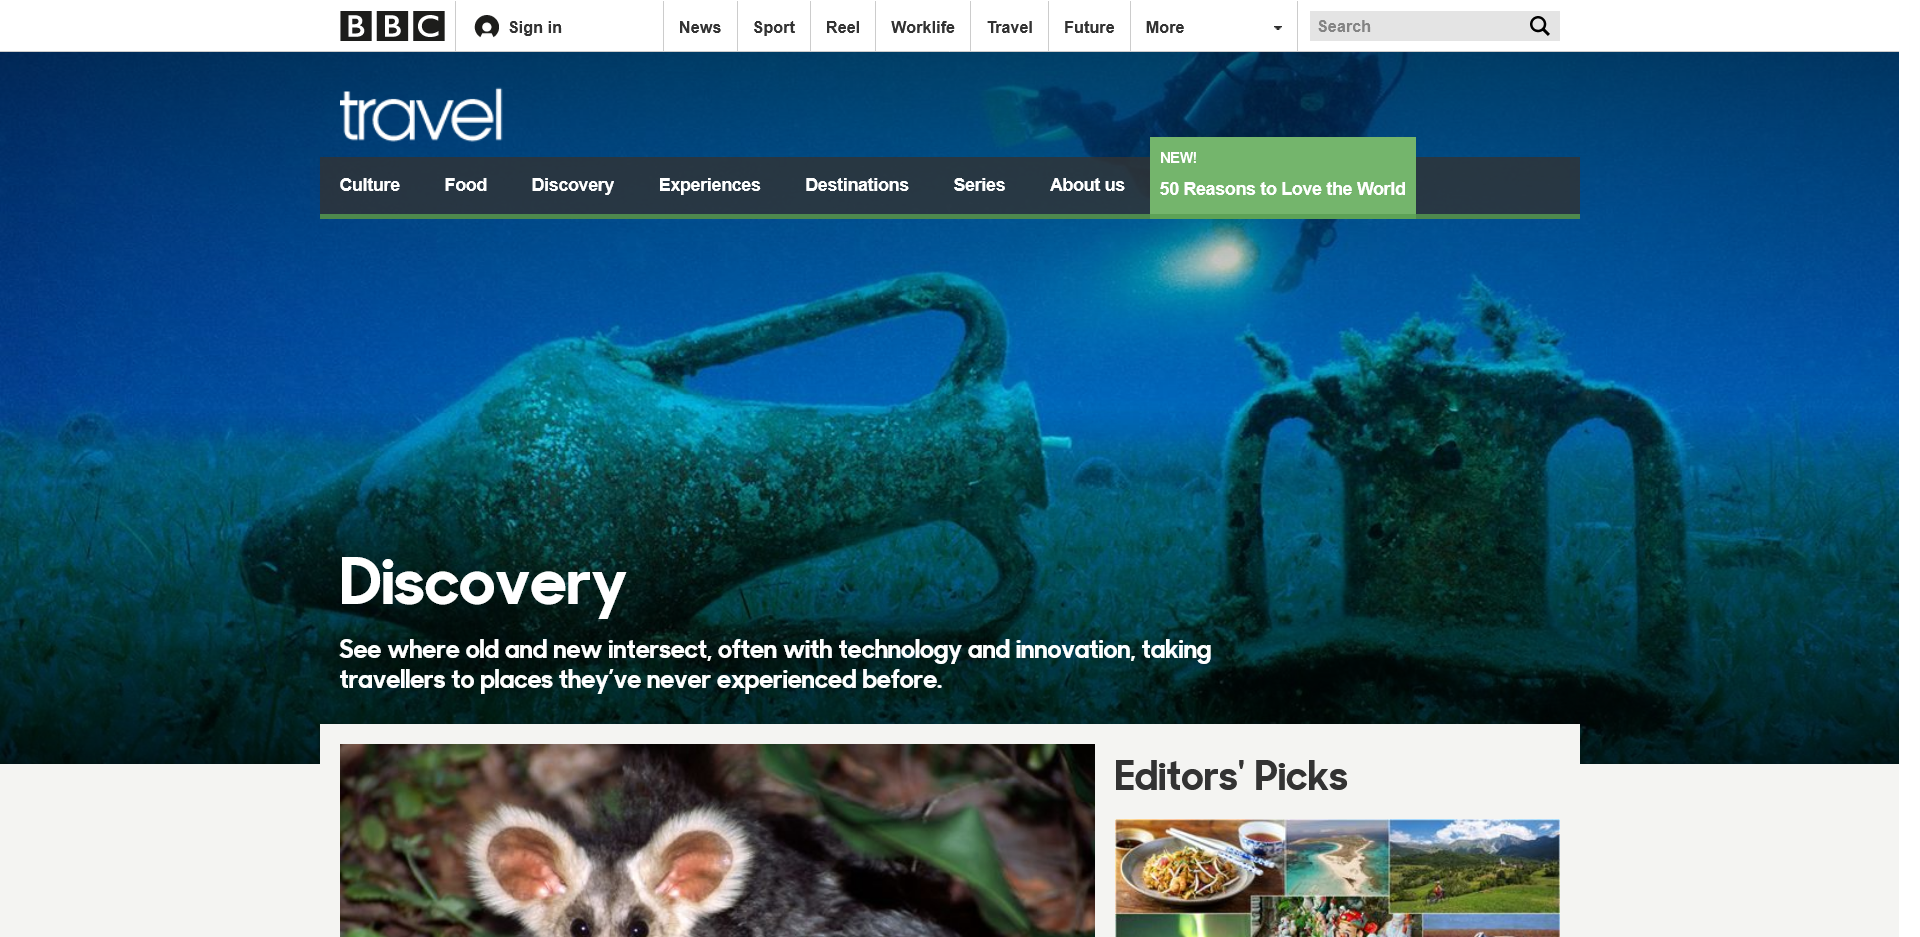 BBC
Sign in
News
Sport
Reel
Worklife
Travel
Future
More
Search
travel
Culture
Food
Discovery
Experiences
Destinations
Series
About us
NEW!
50 Reasons to Love the World
Discovery
See where old and new intersect, often with technology and innovation, taking
travellers to places they’ve never experienced before.
Editors' Picks